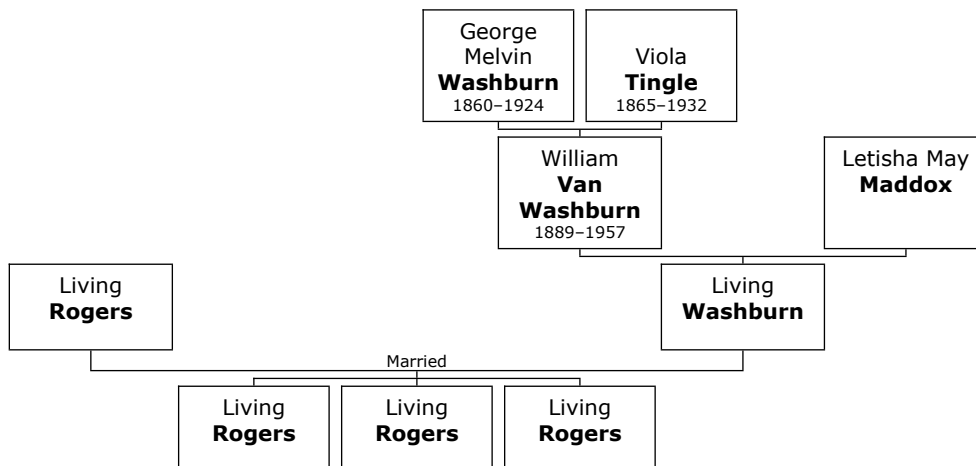 George
Melvin
Washburn
1860–1924
Viola
Tingle
1865–1932
William
Van
Washburn
1889–1957
Letisha May
Maddox
Living
Rogers
Living
Washburn
Married
Living
Rogers
Living
Rogers
Living
Rogers